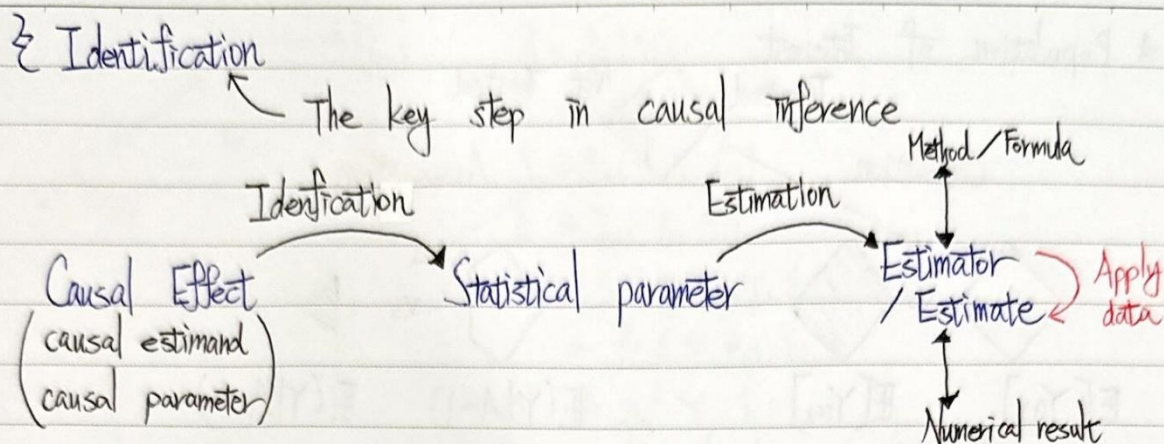 § Identification
The key step in causal inference
Method/Formula
Idenfication
Estimation
Causal Effect
Statistical parameter
Estimator
/ Estimate
Apply
data
(causal estimand
causal parameter)
Numerical result